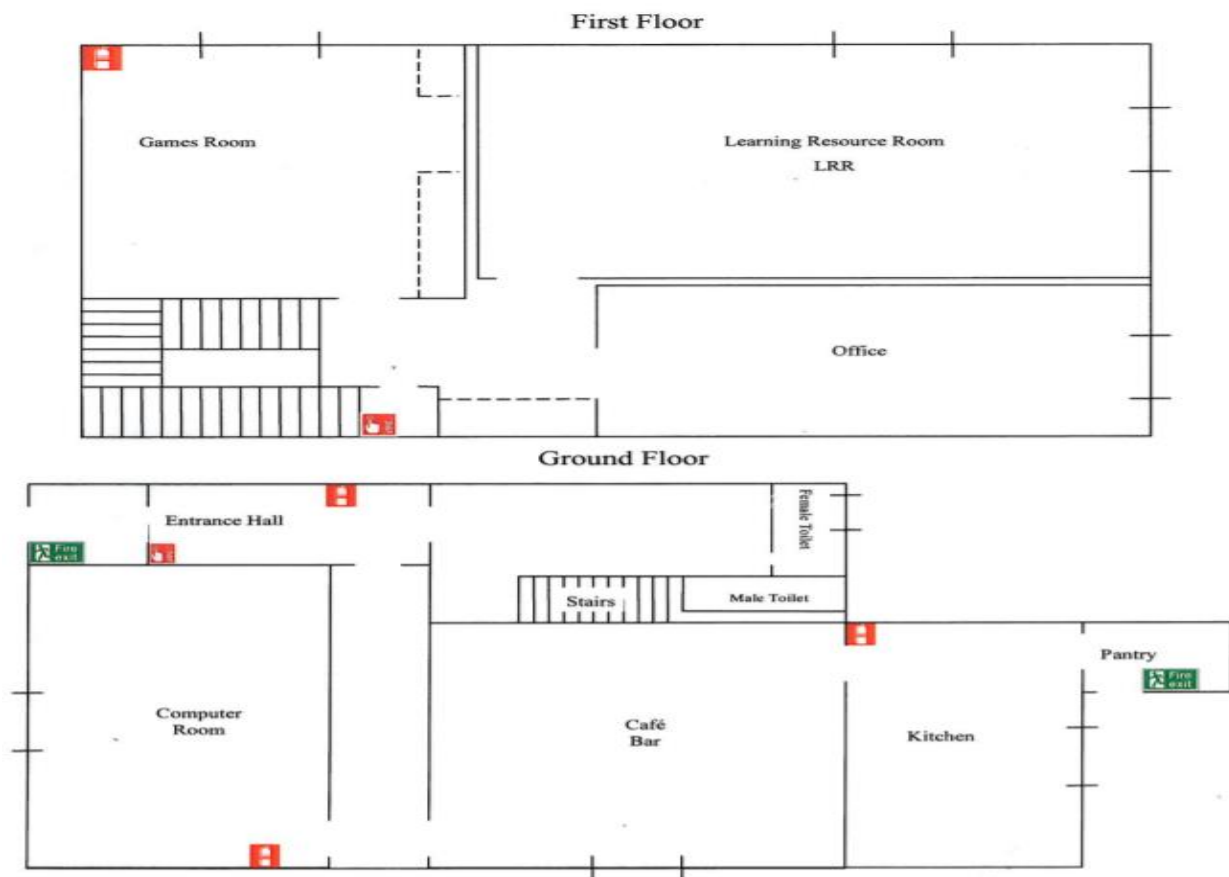 First Floor
Games Room
Learning Resource Room
LRR
Office
Ground Floor
Entrance Hall
Female Toilet
Fire
exit
Stairs
Male Toilet
Pantry
Fire
exit
Computer
Room
Café
Bar
Kitchen